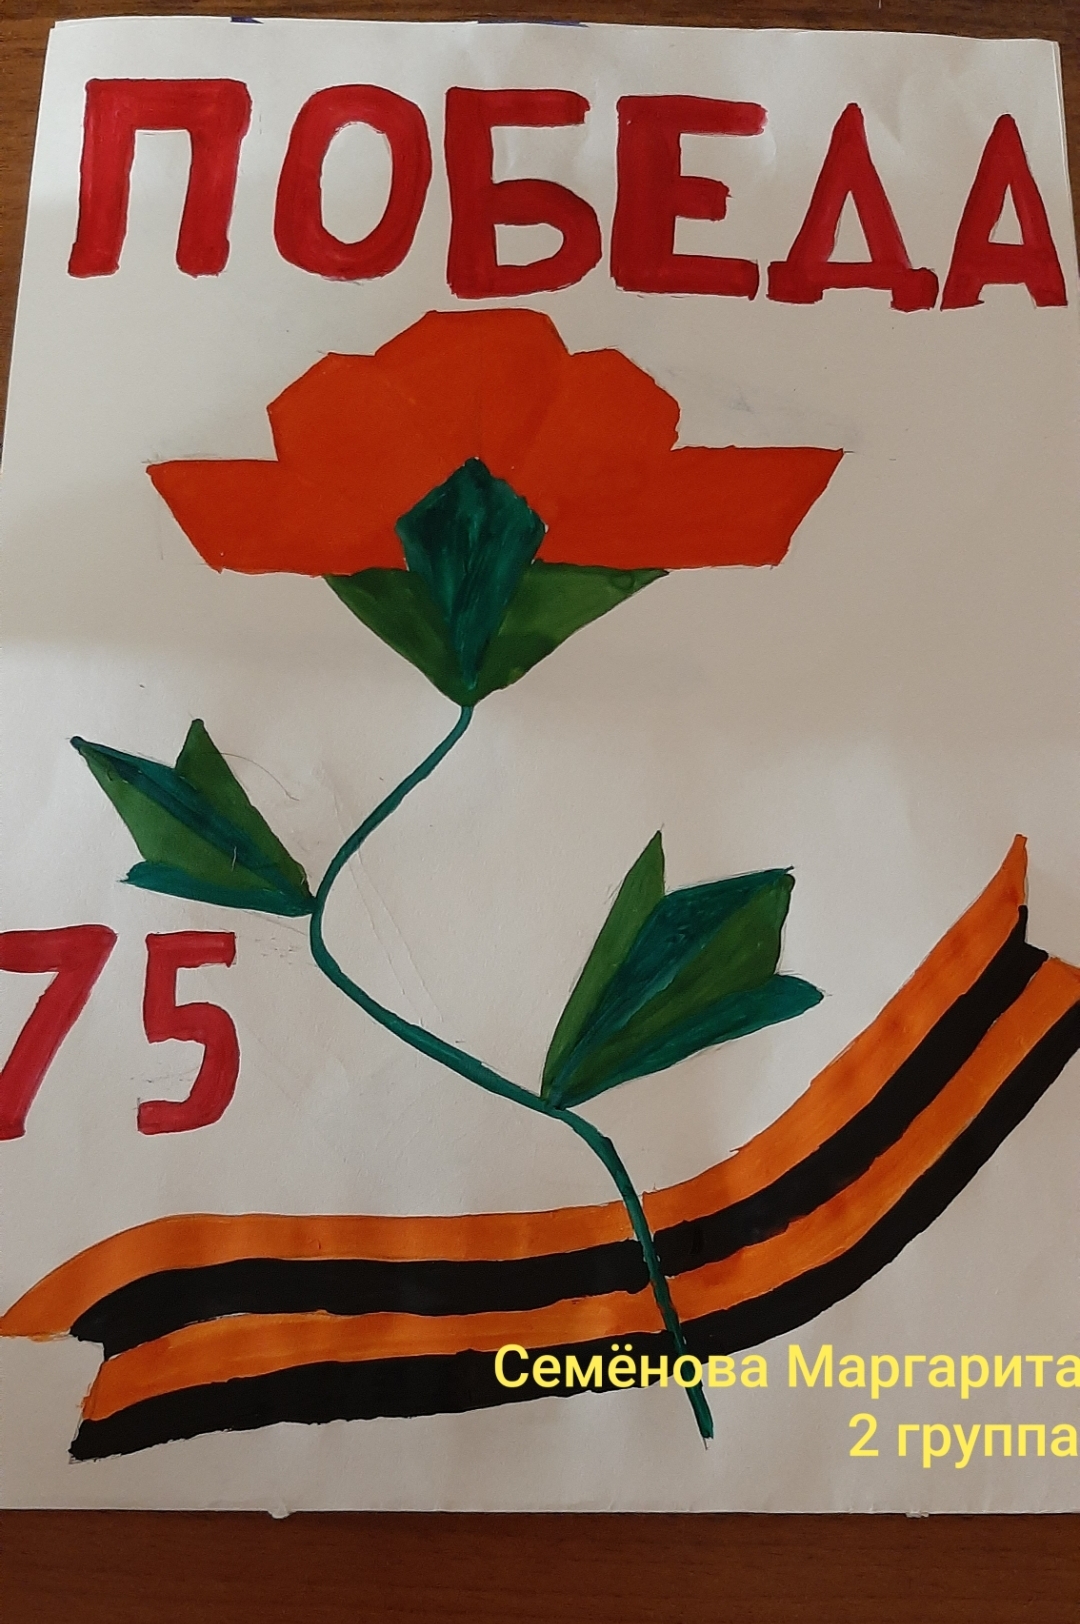 ПОБЕДА
75
Семёнова Маргарита
2 группа